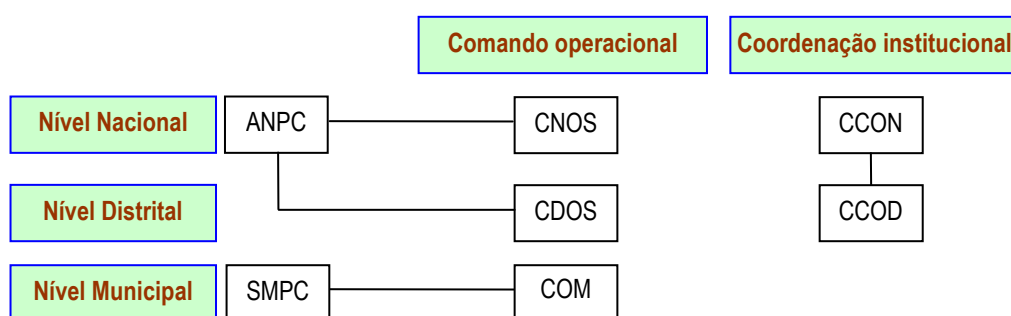 Comando operacional
Coordenação institucional
Nível Nacional
ANPC
CNOS
CCON
Nível Distrital
CDOS
CCOD
Nível Municipal
SMPC
COM